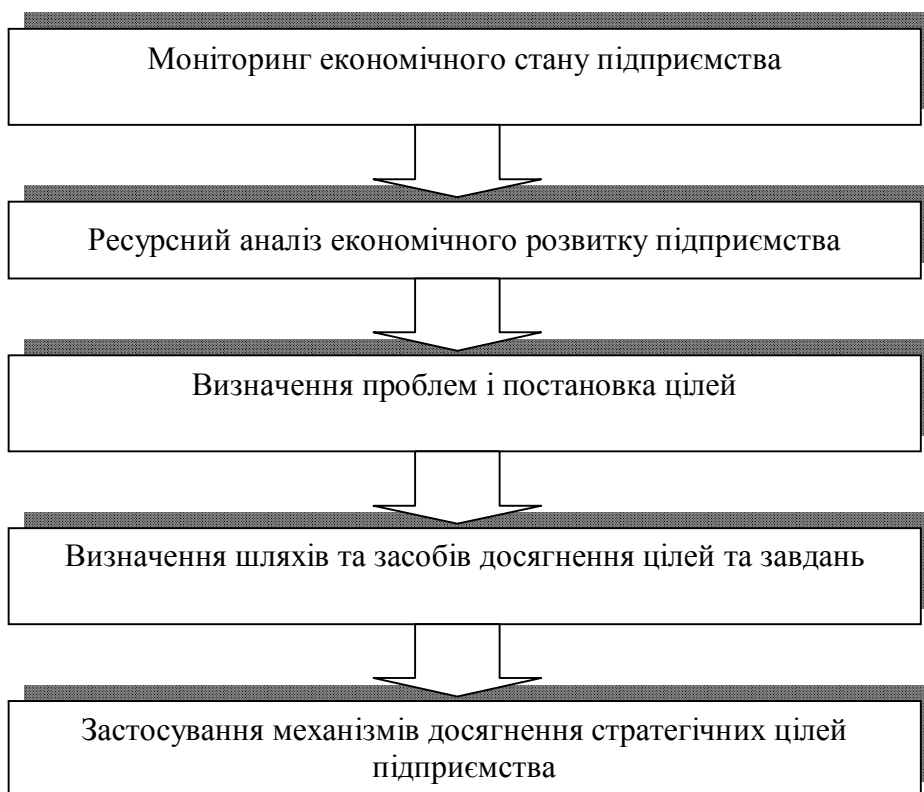 Моніторинг економічного стану підприємства
Ресурсний аналіз економічного розвитку підприємства
Визначення проблем і постановка цілей
Визначення шляхів та засобів досягнення цілей та завдань
Застосування механізмів досягнення стратегічних цілей
підприємства